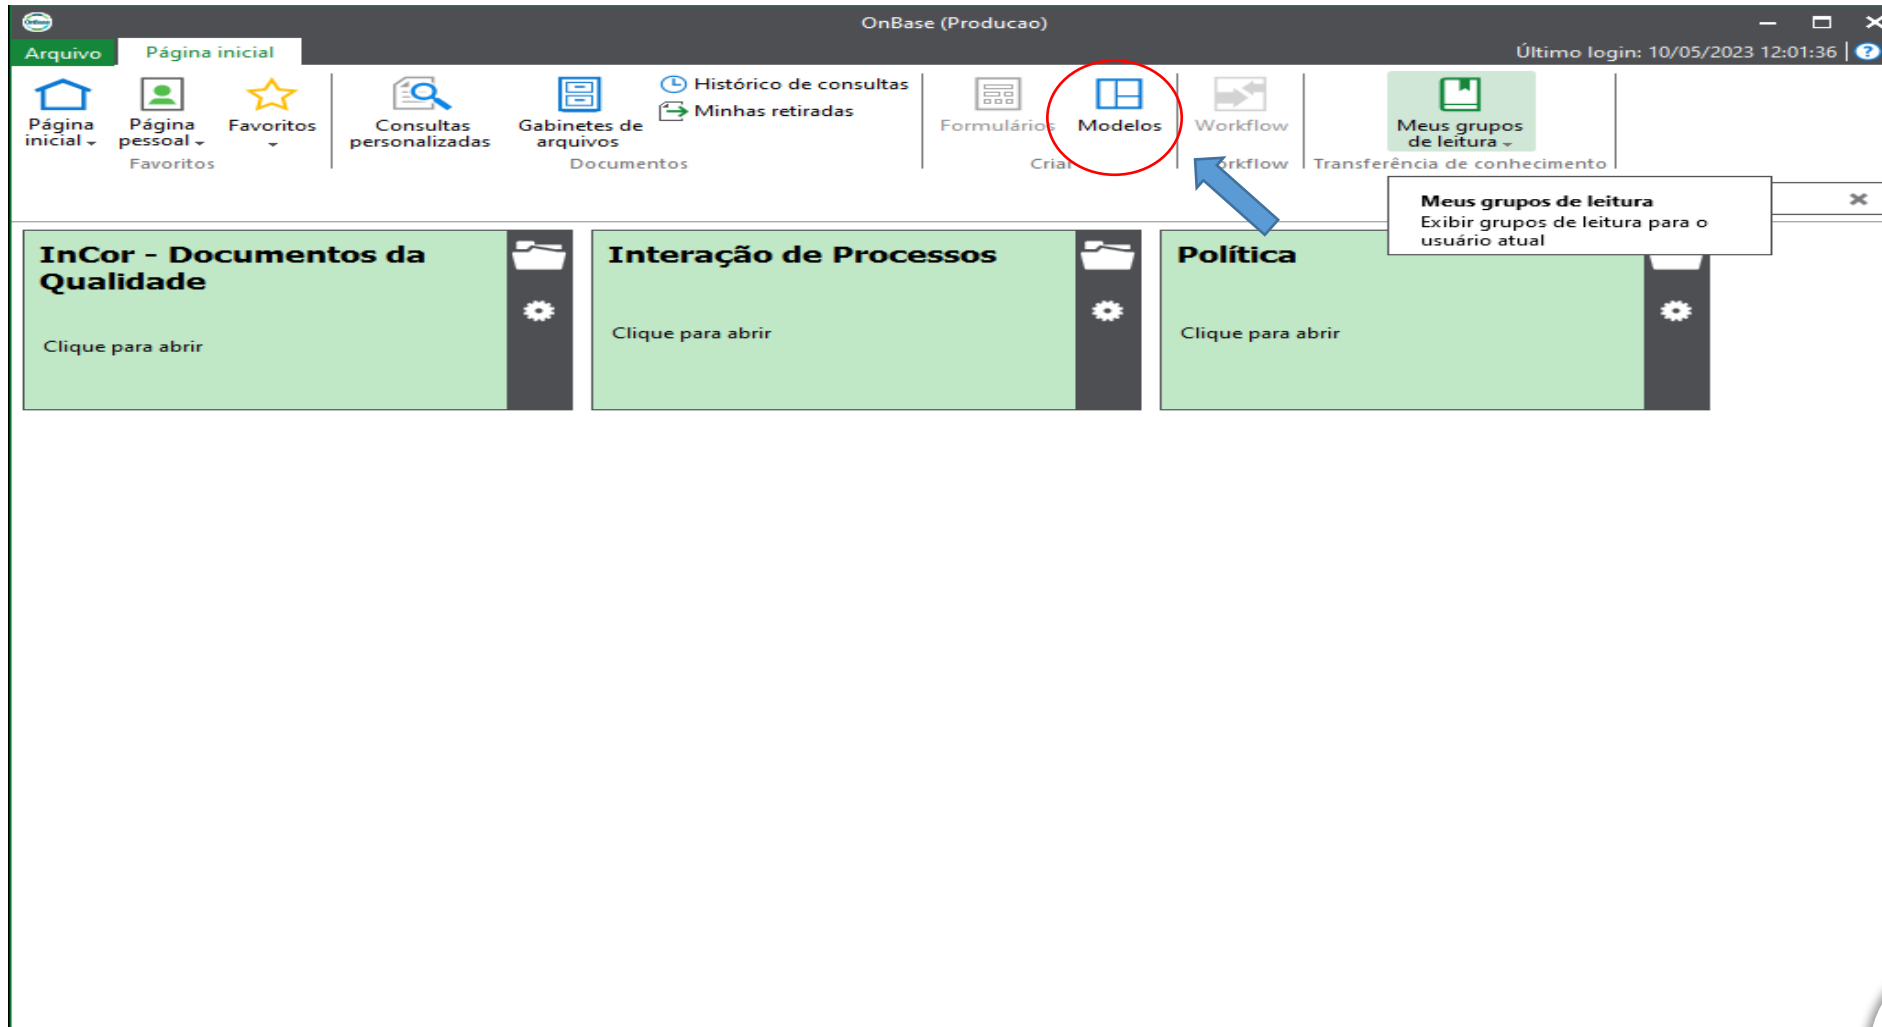 OnBase (Producao)
Arquivo
Página inicial
Último login: 10/05/2023 12:01:36
Página
inicial
Página
pessoal
Favoritos
Favoritos
Consultas
personalizadas
Gabinetes de
arquivos
Histórico de consultas
Minhas retiradas
Documentos
Formulários
Modelos
Workflow
Meus grupos
de leitura
Transferência de conhecimento
Meus grupos de leitura
Exibir grupos de leitura para o
usuário atual
InCor - Documentos da
Qualidade
Clique para abrir
Interação de Processos
Clique para abrir
Política
Clique para abrir